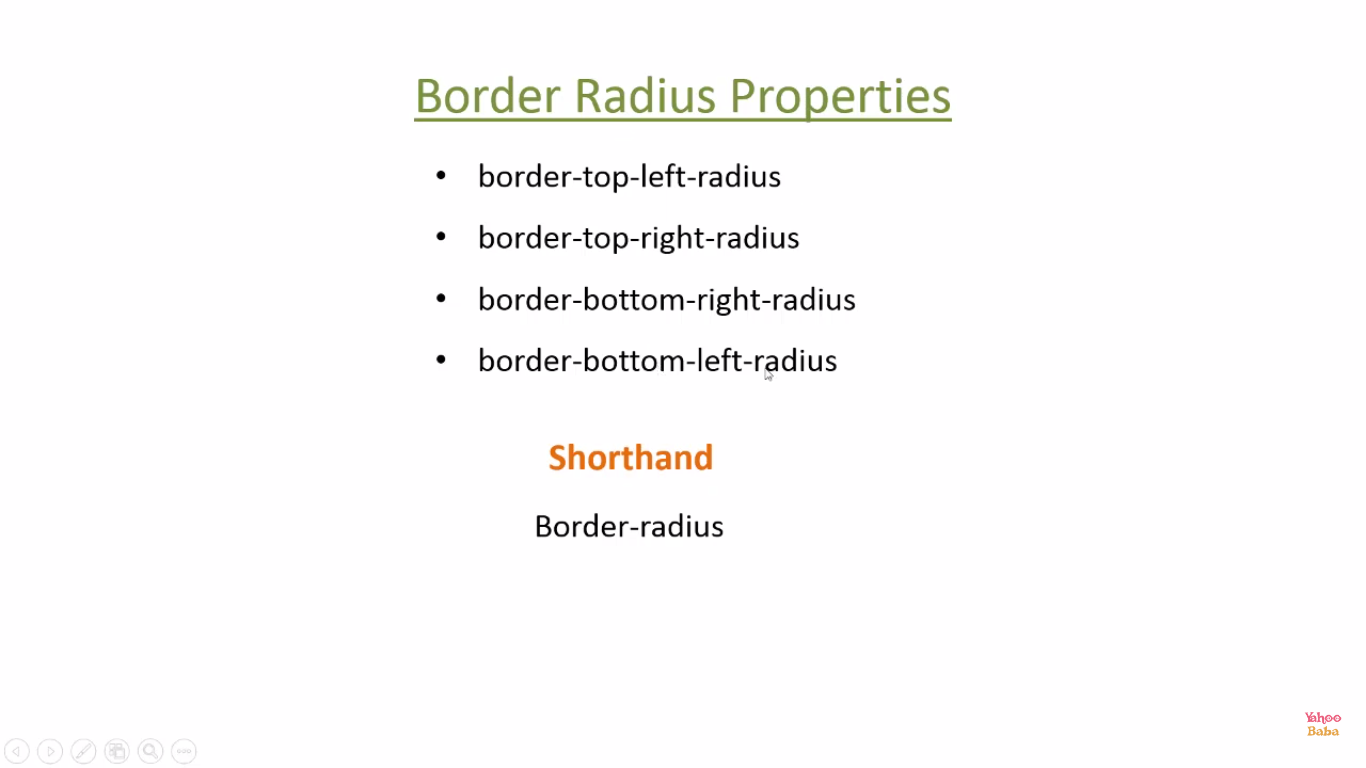 Border Radius Properties
• border-top-left-radius
• border-top-right-radius
• border-bottom-right-radius
• border-bottom-left-radius
Shorthand
Border-radius
Yahoo
Baba